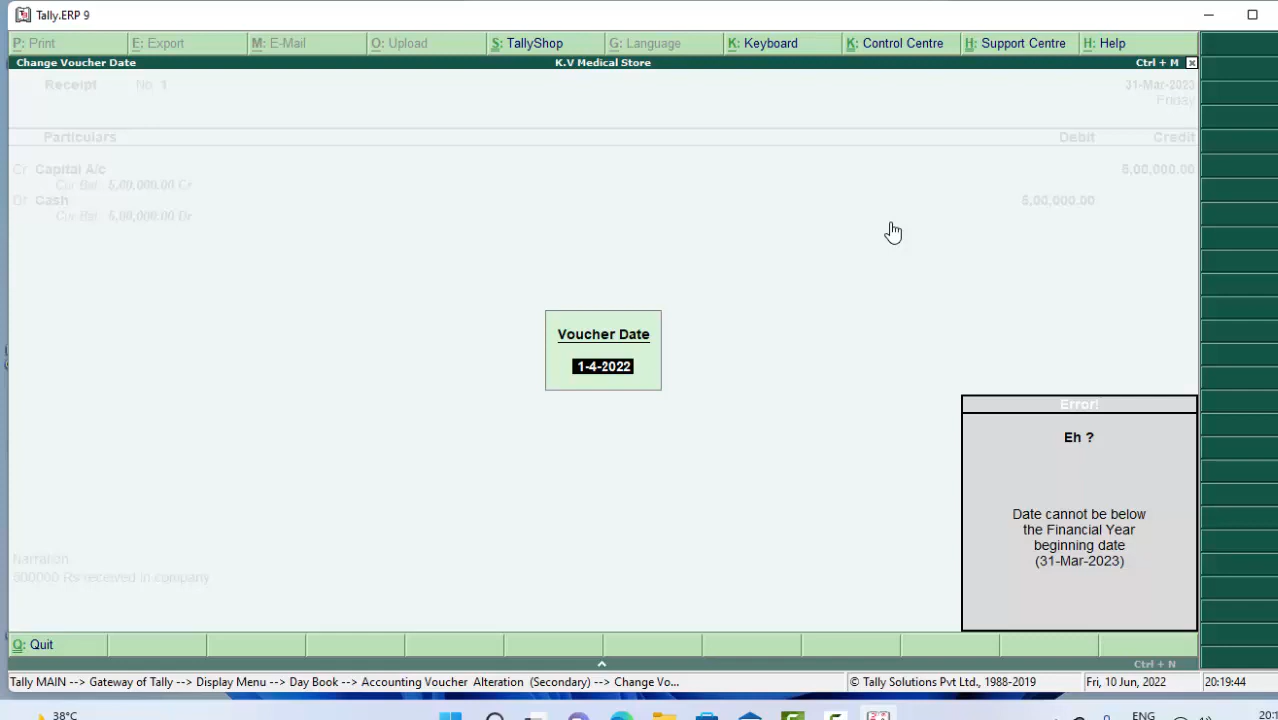 Tally.ERP 9
P: Print E: Export M: E-Mail O: Upload S: TallyShop G: Language K: Keyboard K: Control Centre H: Support Centre H: Help
Change Voucher Date K.V Medical Store Ctrl + M
Receipt No. 1 31-Mar-2023
Friday
Particulars Debit Credit
Cr Capital A/c 5,00,000.00
Cur Bal: 5,00,000.00 Cr
Dr Cash 5,00,000.00
Cur Bal: 5,00,000.00 Dr
Voucher Date
1-4-2022
Error!
Eh ?
Date cannot be below
the Financial Year
beginning date
(31-Mar-2023)
Narration:
500000 Rs received in company
Q: Quit
Ctrl + N
Tally MAIN --> Gateway of Tally --> Display Menu --> Day Book --> Accounting Voucher Alteration (Secondary) --> Change Vo... © Tally Solutions Pvt Ltd., 1988-2019 Fri, 10 Jun, 2022 20:19:44
38°C ENG